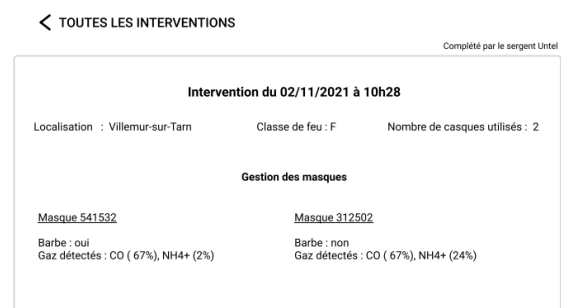 TOUTES LES INTERVENTIONS
Complété par le sergent Untel
Intervention du 02/11/2021 à 10h28
Localisation : Villemur-sur-Tarn Classe de feu : F Nombre de casques utilisés : 2
Gestion des masques
Masque 541532 Masque 312502
Barbe : oui Barbe : non
Gaz détectés : CO ( 67%), NH4+ (2%) Gaz détectés : CO ( 67%), NH4+ (24%)